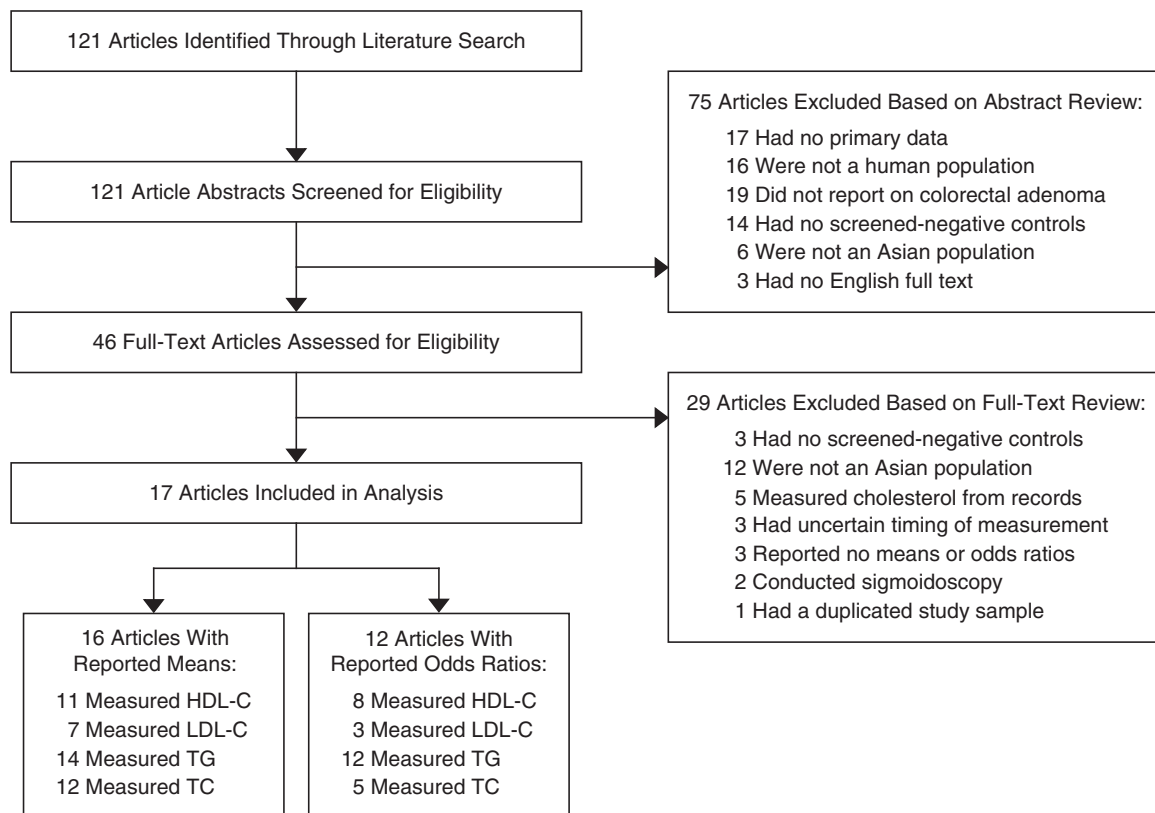 121 Articles Identified Through Literature Search
75 Articles Excluded Based on Abstract Review:
17 Had no primary data
16 Were not a human population
19 Did not report on colorectal adenoma
14 Had no screened-negative controls
6 Were not an Asian population
3 Had no English full text
121 Article Abstracts Screened for Eligibility
46 Full-Text Articles Assessed for Eligibility
29 Articles Excluded Based on Full-Text Review:
3 Had no screened-negative controls
12 Were not an Asian population
5 Measured cholesterol from records
3 Had uncertain timing of measurement
3 Reported no means or odds ratios
2 Conducted sigmoidoscopy
1 Had a duplicated study sample
17 Articles Included in Analysis
16 Articles With
Reported Means:
11 Measured HDL-C
7 Measured LDL-C
14 Measured TG
12 Measured TC
12 Articles With
Reported Odds Ratios:
8 Measured HDL-C
3 Measured LDL-C
12 Measured TG
5 Measured TC